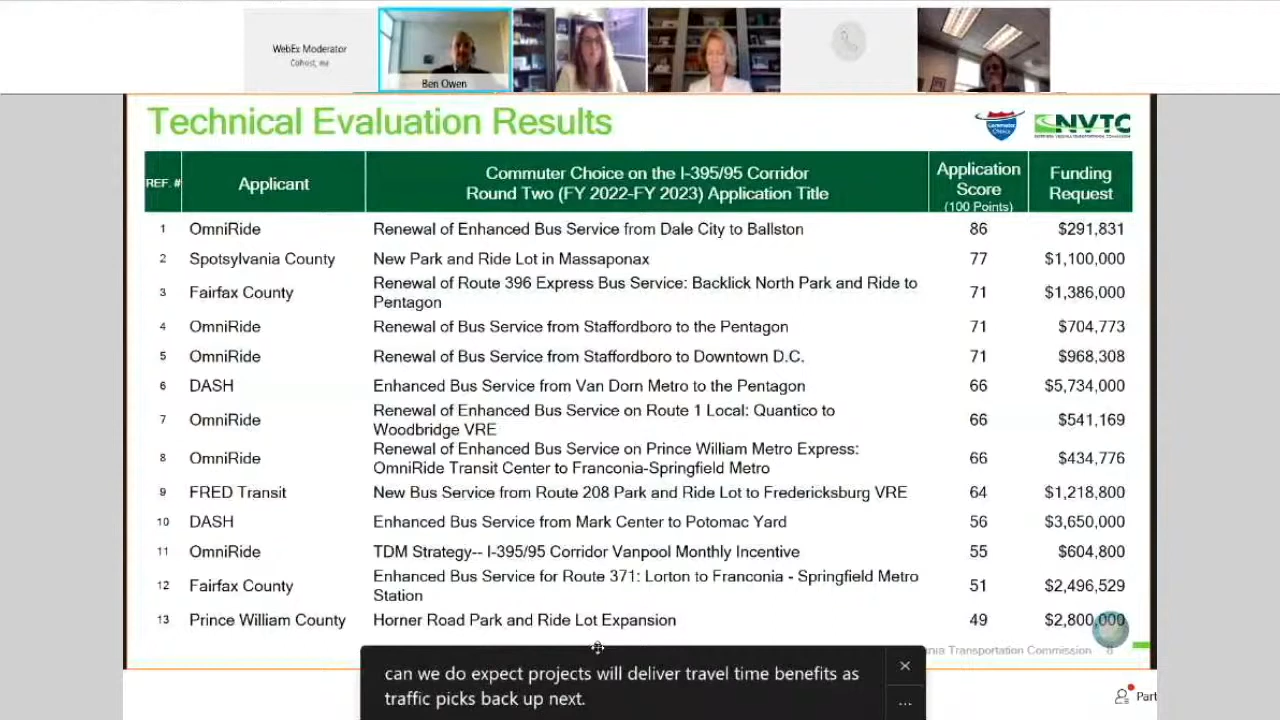 WebEx Moderator
Cohost, me
Ben Owen
Technical Evaluation Results
Commuter Choice
NVTC
REF. #
Applicant
Commuter Choice on the I-395/95 Corridor
Round Two (FY 2022-FY 2023) Application Title
Application Score (100 Points)
Funding Request
1 OmniRide Renewal of Enhanced Bus Service from Dale City to Ballston 86 $291,831
2 Spotsylvania County New Park and Ride Lot in Massaponax 77 $1,100,000
3 Fairfax County Renewal of Route 396 Express Bus Service: Backlick North Park and Ride to
Pentagon 71 $1,386,000
4 OmniRide Renewal of Bus Service from Staffordboro to the Pentagon 71 $704,773
5 OmniRide Renewal of Bus Service from Staffordboro to Downtown D.C. 71 $968,308
6 DASH Enhanced Bus Service from Van Dorn Metro to the Pentagon 66 $5,734,000
7 OmniRide Renewal of Enhanced Bus Service on Route 1 Local: Quantico to
Woodbridge VRE 66 $541,169
8 OmniRide Renewal of Enhanced Bus Service on Prince William Metro Express:
OmniRide Transit Center to Franconia-Springfield Metro 66 $434,776
9 FRED Transit New Bus Service from Route 208 Park and Ride Lot to Fredericksburg VRE 64 $1,218,800
10 DASH Enhanced Bus Service from Mark Center to Potomac Yard 56 $3,650,000
11 OmniRide TDM Strategy-- I-395/95 Corridor Vanpool Monthly Incentive 55 $604,800
12 Fairfax County Enhanced Bus Service for Route 371: Lorton to Franconia - Springfield Metro
Station 51 $2,496,529
13 Prince William County Horner Road Park and Ride Lot Expansion 49 $2,800,000
nia Transportation Commission 8
can we do expect projects will deliver travel time benefits as
traffic picks back up next.
Part